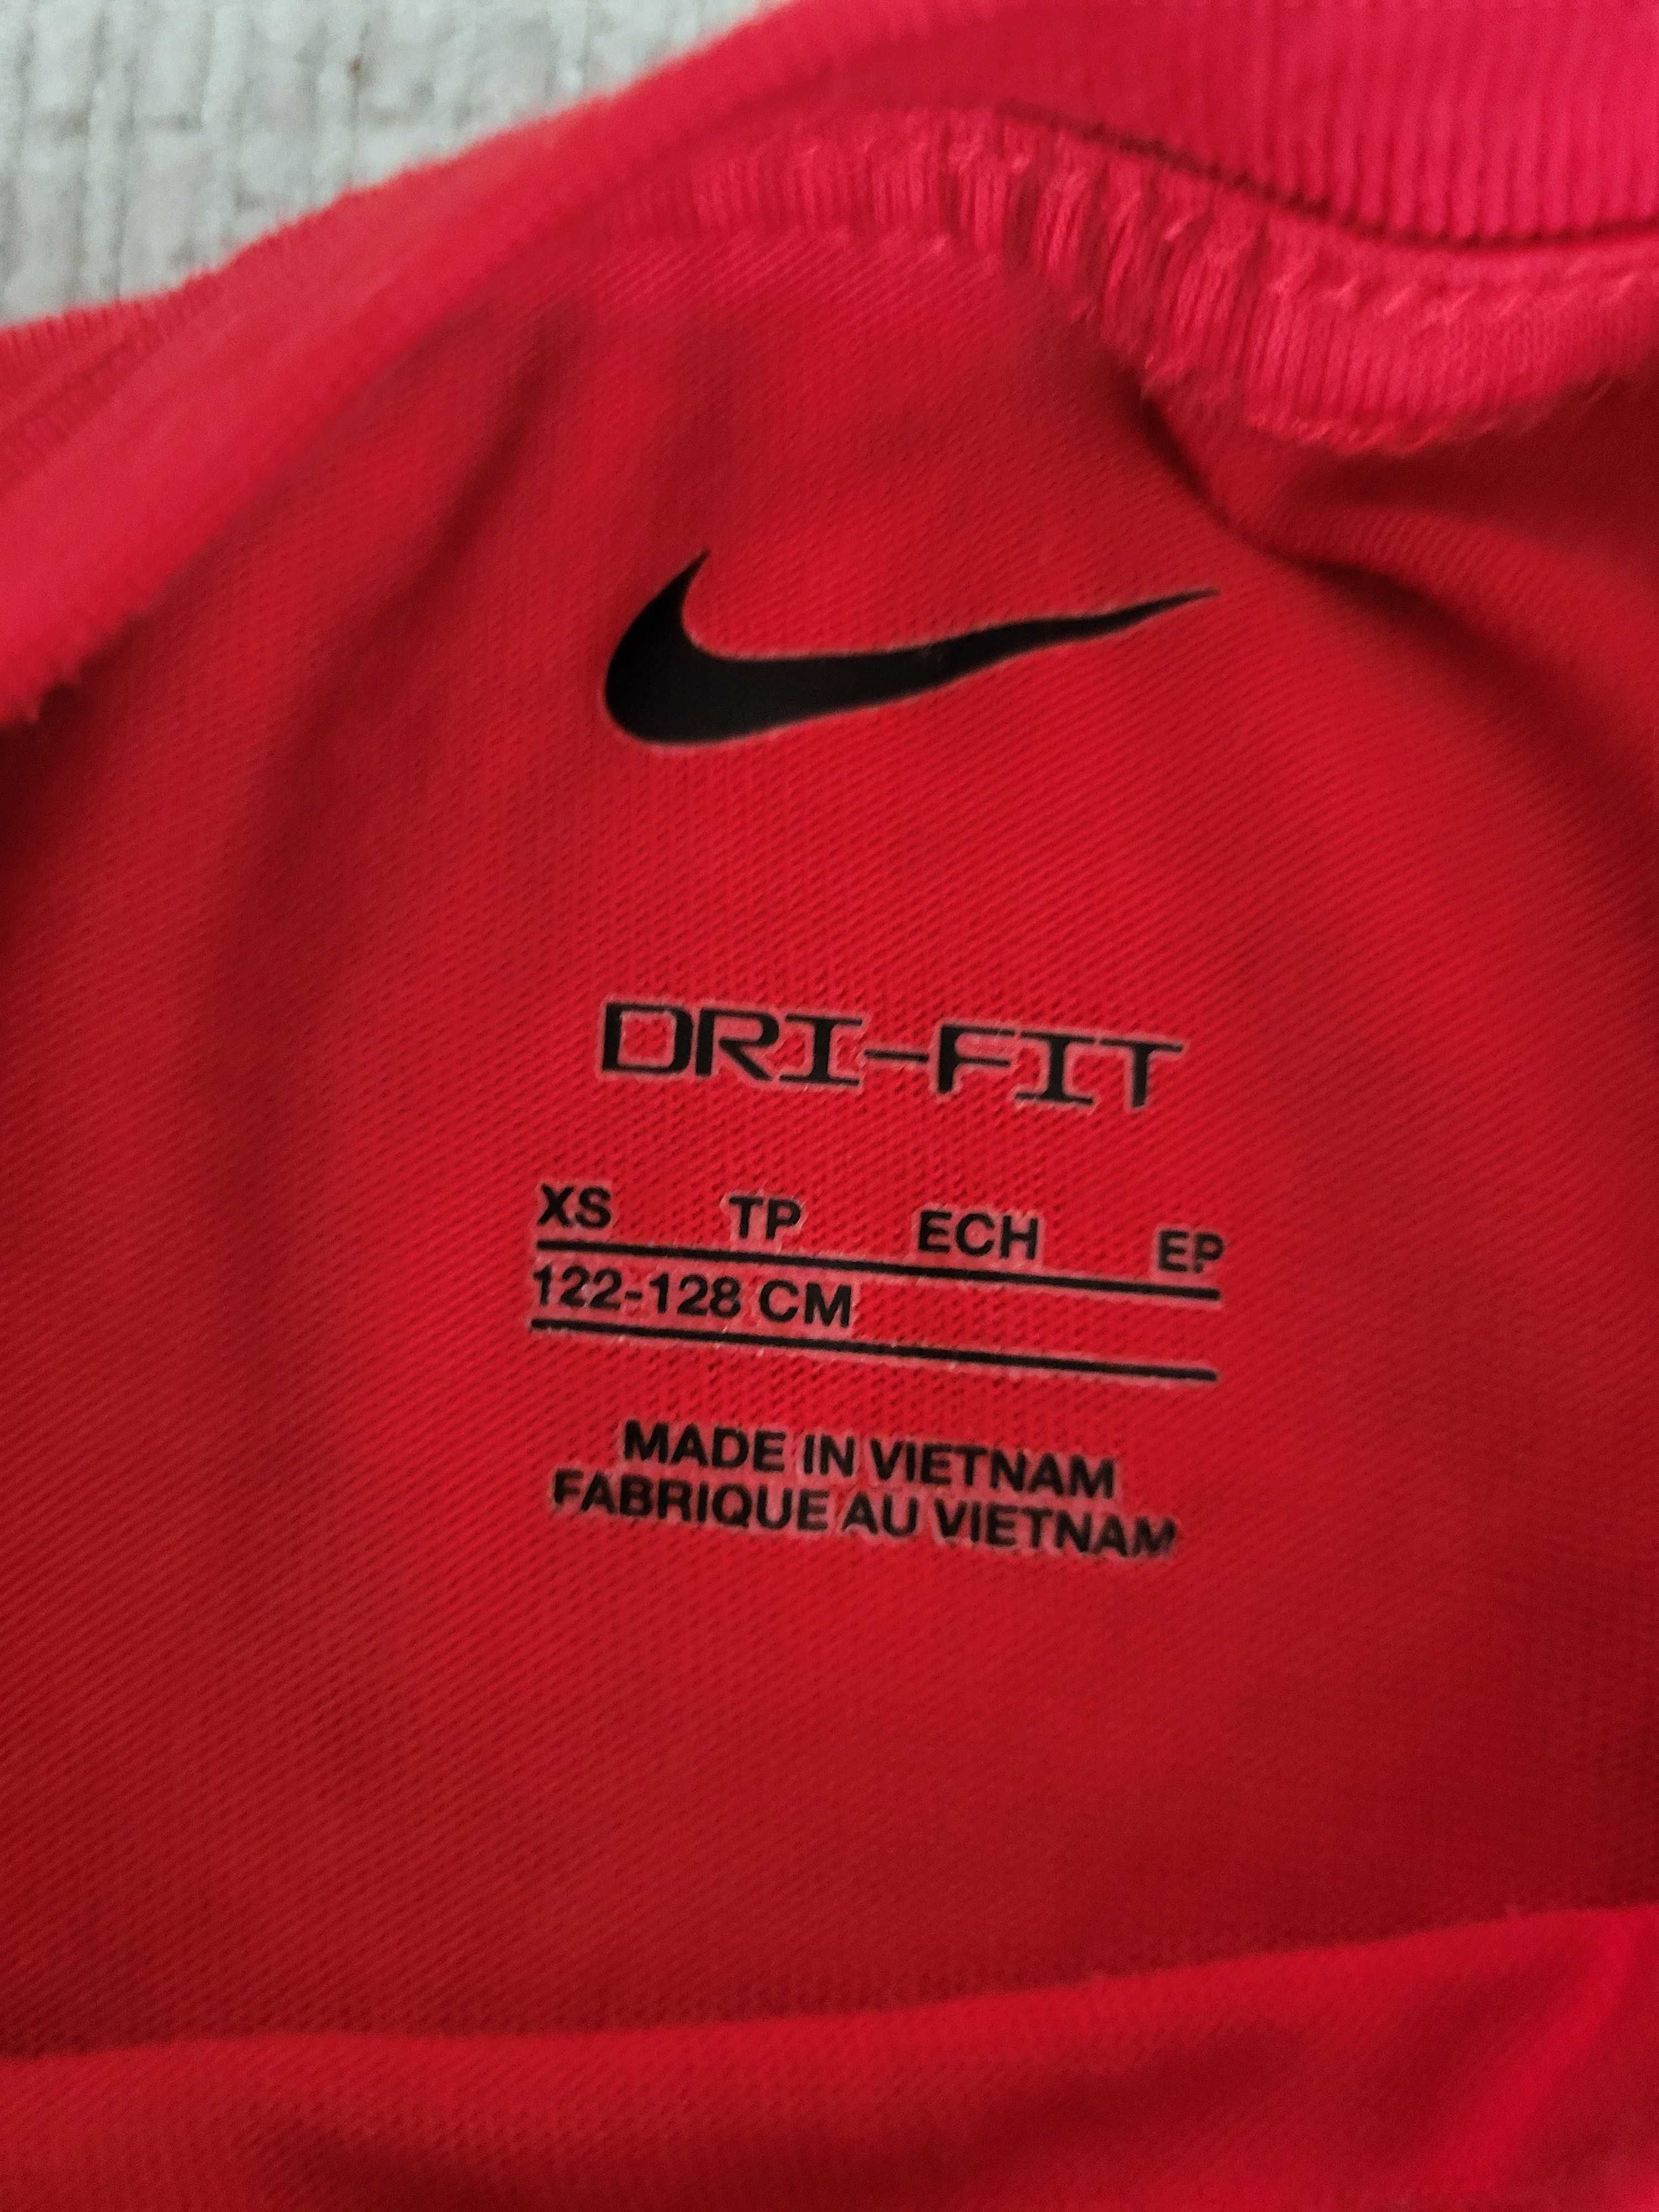 DRI-FIT
XS TP ECH EP
122-128 CM
MADE IN VIETNAM
FABRIQUE AU VIETNAM